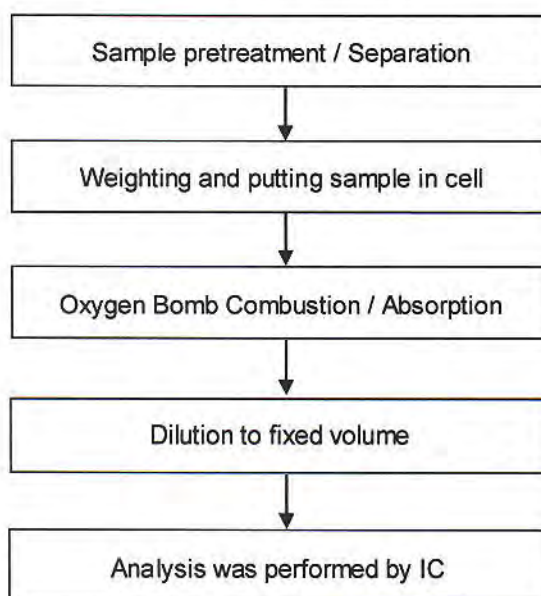 Sample pretreatment / Separation
Weighting and putting sample in cell
Oxygen Bomb Combustion / Absorption
Dilution to fixed volume
Analysis was performed by IC